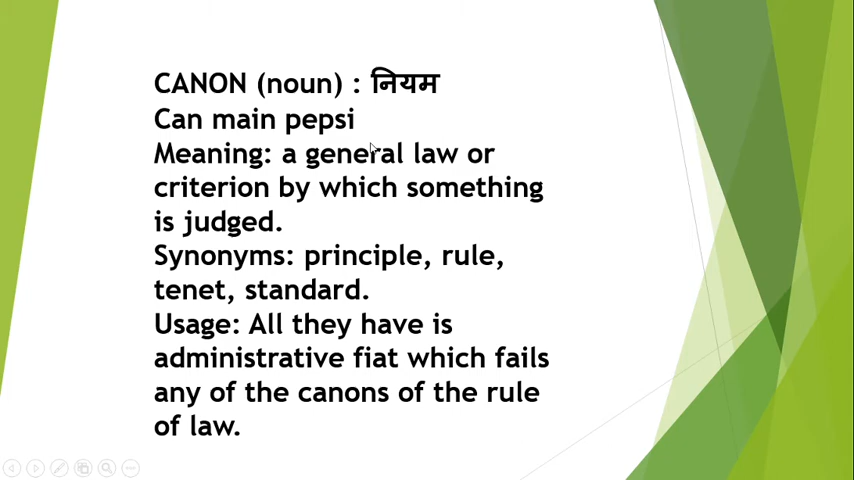 CANON (noun) : नियम
Can main pepsi
Meaning: a general law or
criterion by which something
is judged.
Synonyms: principle, rule,
tenet, standard.
Usage: All they have is
administrative fiat which fails
any of the canons of the rule
of law.